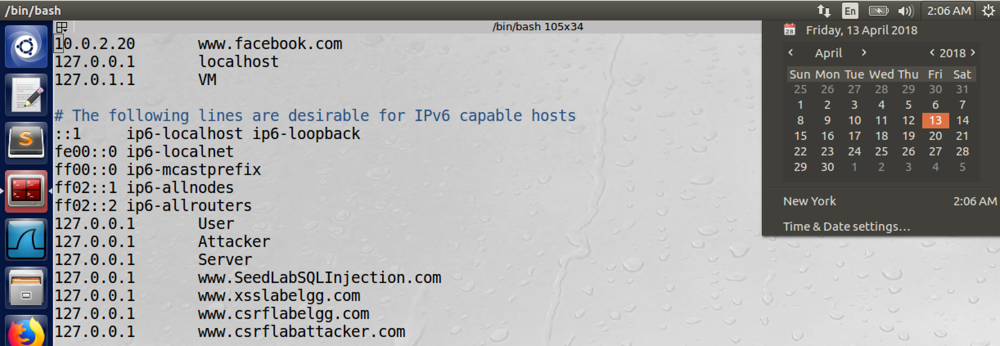 /bin/bash
En
2:06 AM
/bin/bash 105x34
10.0.2.20 www.facebook.com
127.0.0.1 localhost
127.0.1.1 VM
# The following lines are desirable for IPv6 capable hosts
::1 ip6-localhost ip6-loopback
fe00::0 ip6-localnet
ff00::0 ip6-mcastprefix
ff02::1 ip6-allnodes
ff02::2 ip6-allrouters
127.0.0.1 User
127.0.0.1 Attacker
127.0.0.1 Server
127.0.0.1 www.SeedLabSQLInjection.com
127.0.0.1 www.xsslabelgg.com
127.0.0.1 www.csrflabelgg.com
127.0.0.1 www.csrflabattacker.com
28 Friday, 13 April 2018
‹ April › ‹ 2018 ›
Sun Mon Tue Wed Thu Fri Sat
25 26 27 28 29 30 31
1 2 3 4 5 6 7
8 9 10 11 12 13 14
15 16 17 18 19 20 21
22 23 24 25 26 27 28
29 30 1 2 3 4 5
New York 2:06 AM
Time & Date settings...
S